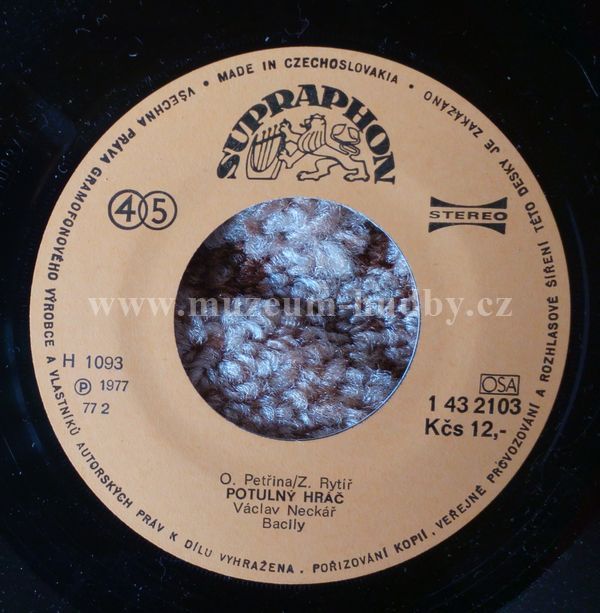 VŠECHNA PRÁVA GRAMOFONOVÉHO VÝROBCE A VLASTNÍKŮ AUTORSKÝCH PRÁV K DÍLU VYHRAŽENA. POŘIZOVÁNÍ KOPIÍ, VEŘEJNÉ PROVOZOVÁNÍ A ROZHLASOVÉ ŠÍŘENÍ TÉTO DESKY JE ZAKÁZÁNO
• MADE IN CZECHOSLOVAKIA •
SUPRAPHON
45
STEREO
www.muzeum-hudby.cz
H 1093
℗ 1977
77 2
OSA
1 43 2103
Kčs 12,-
O. Petřina/Z. Rytíř
POTULNÝ HRÁČ
Václav Neckář
Bacily